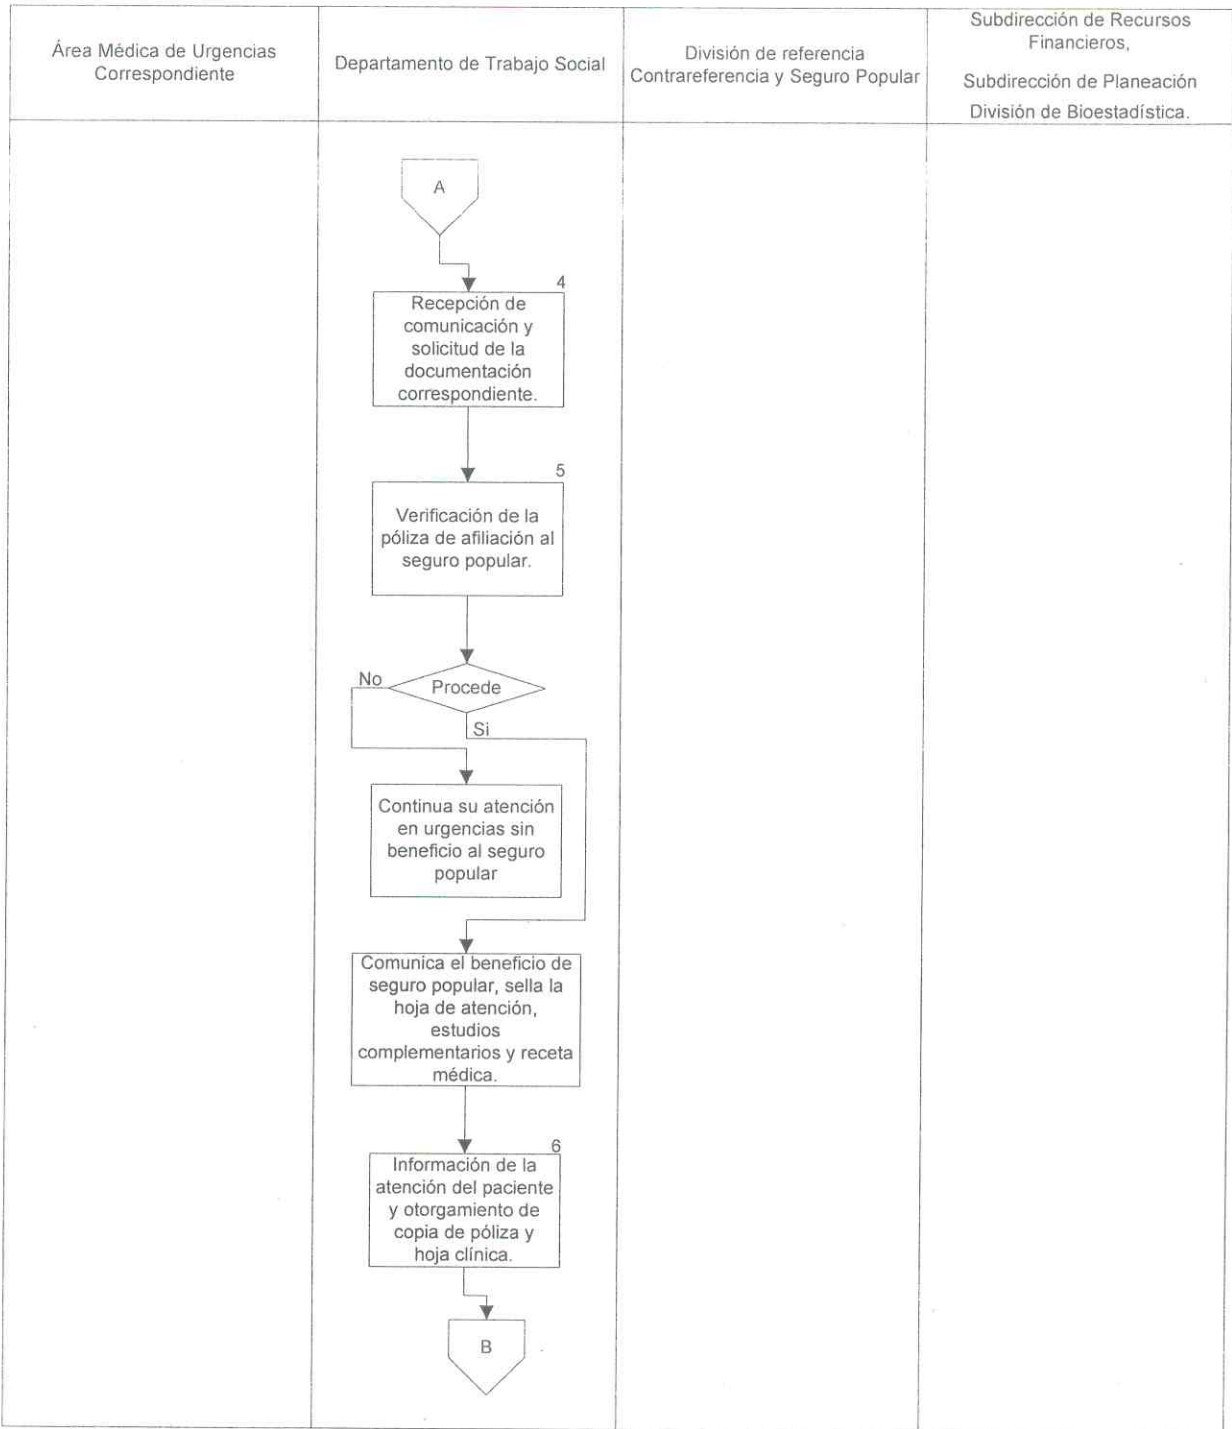 Área Médica de Urgencias
Correspondiente
Departamento de Trabajo Social
División de referencia
Contrareferencia y Seguro Popular
Subdirección de Recursos
Financieros,
Subdirección de Planeación
División de Bioestadística.
A
4
Recepción de
comunicación y
solicitud de la
documentación
correspondiente.
5
Verificación de la
póliza de afiliación al
seguro popular.
No
Procede
Si
Continua su atención
en urgencias sin
beneficio al seguro
popular
Comunica el beneficio de
seguro popular, sella la
hoja de atención,
estudios
complementarios y receta
médica.
6
Información de la
atención del paciente
y otorgamiento de
copia de póliza y
hoja clínica.
B